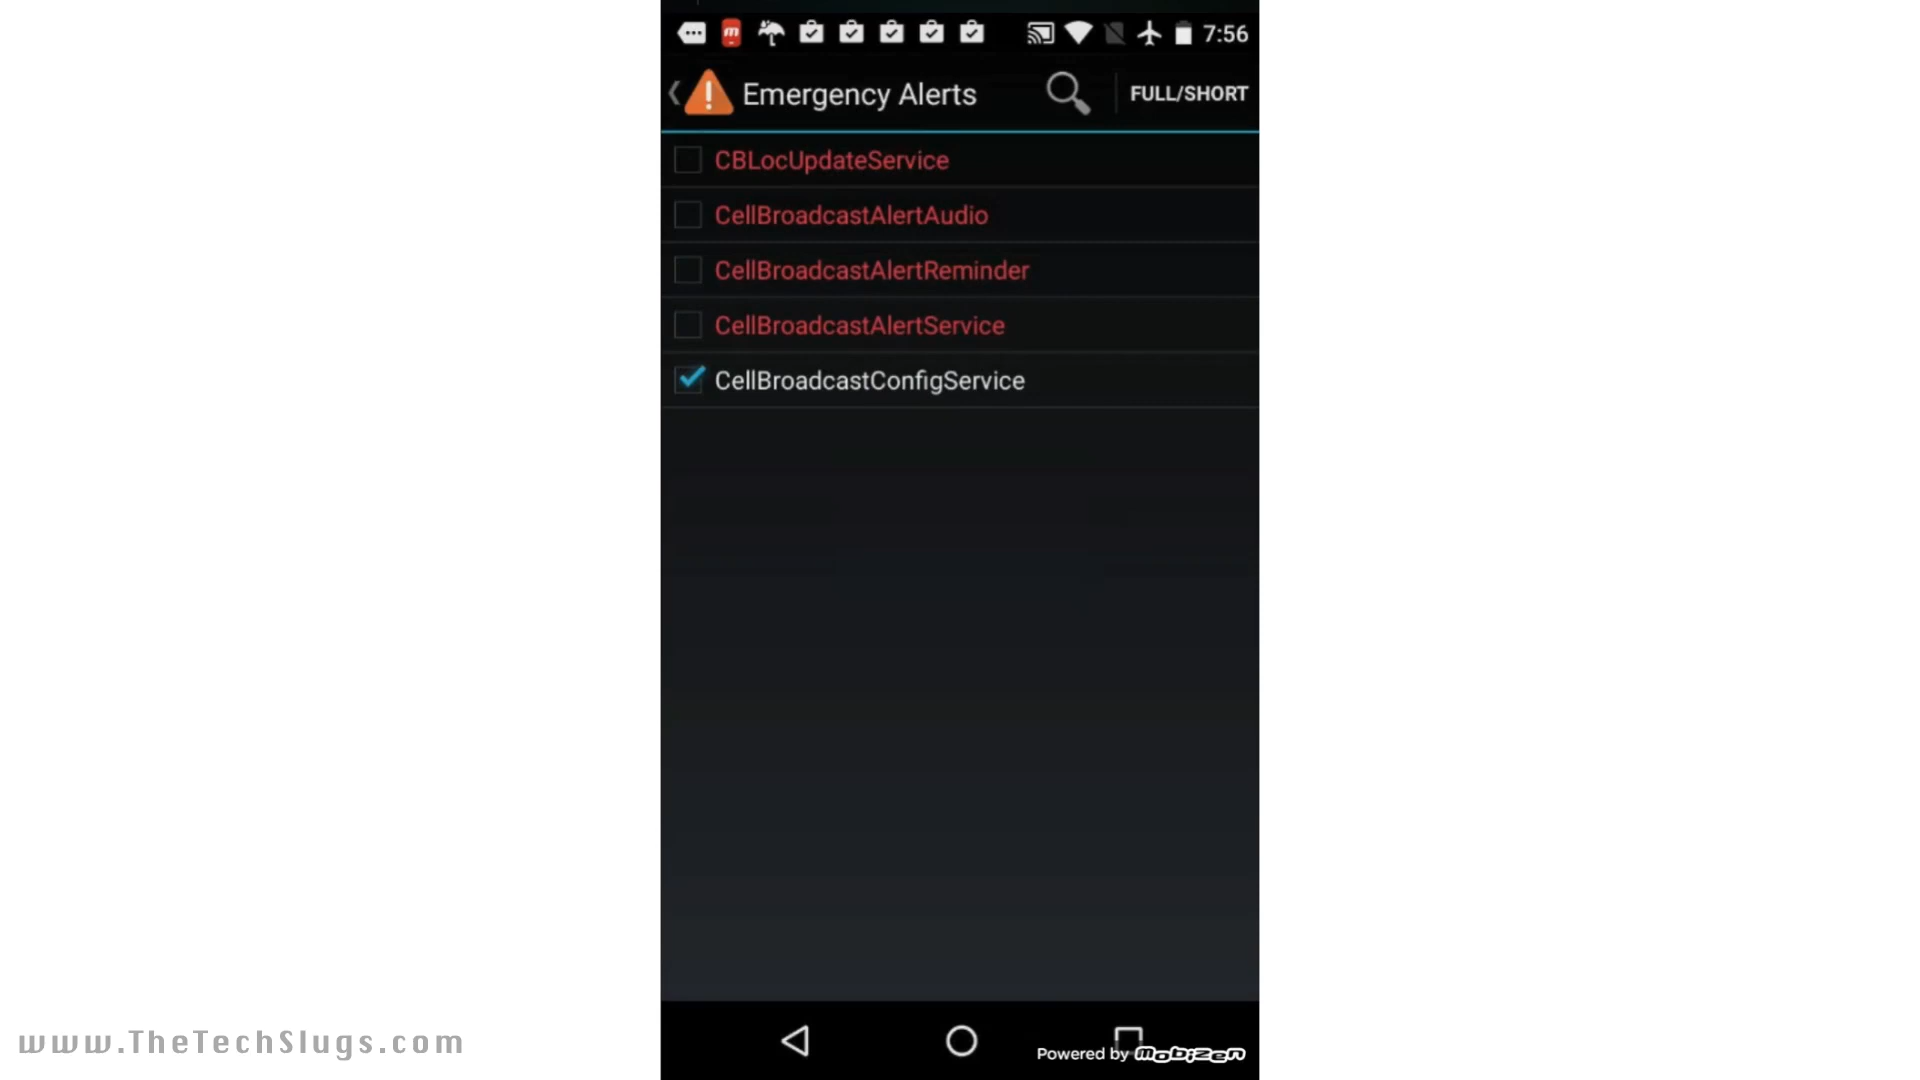 7:56
Emergency Alerts
FULL/SHORT
CBLocUpdateService
CellBroadcastAlertAudio
CellBroadcastAlertReminder
CellBroadcastAlertService
CellBroadcastConfigService
www.TheTechSlugs.com
Powered by mobizen